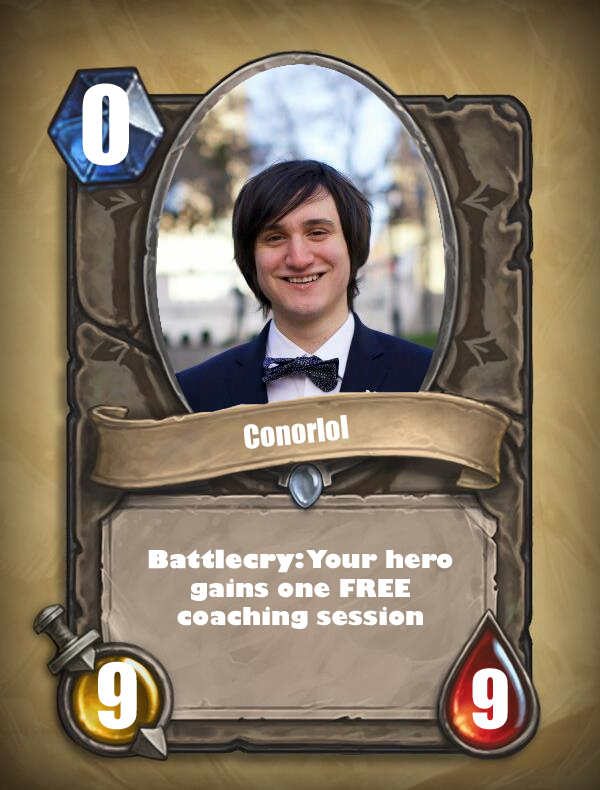 0
Conorlol
Battlecry: Your hero
gains one FREE
coaching session
9
9